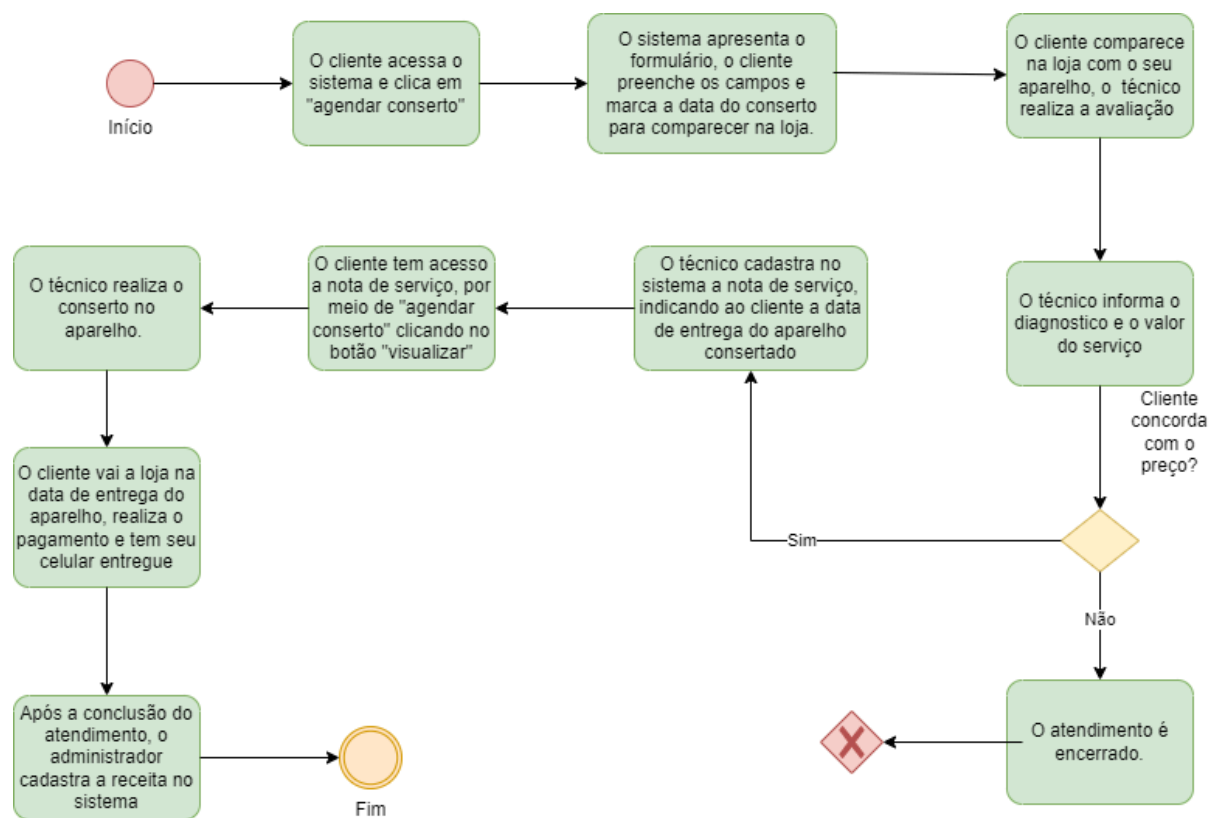 Início
O cliente acessa o
sistema e clica em
"agendar conserto"
O sistema apresenta o
formulário, o cliente
preenche os campos e
marca a data do conserto
para comparecer na loja.
O cliente comparece
na loja com o seu
aparelho, o técnico
realiza a avaliação
O técnico informa o
diagnostico e o valor
do serviço
Cliente
concorda
com o
preço?
Sim
O técnico cadastra no
sistema a nota de serviço,
indicando ao cliente a data
de entrega do aparelho
consertado
O cliente tem acesso
a nota de serviço, por
meio de "agendar
conserto" clicando no
botão "visualizar"
O técnico realiza o
conserto no
aparelho.
O cliente vai a loja na
data de entrega do
aparelho, realiza o
pagamento e tem seu
celular entregue
Após a conclusão do
atendimento, o
administrador
cadastra a receita no
sistema
Fim
Não
O atendimento é
encerrado.